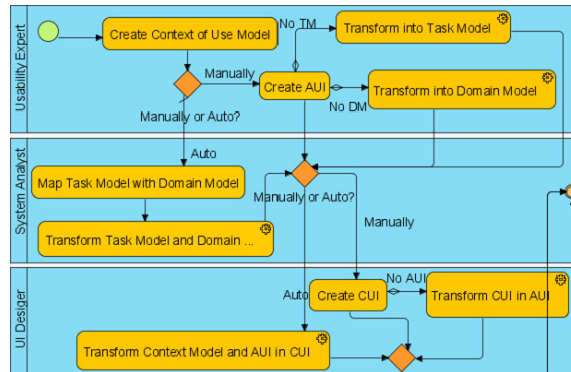 Usability Expert
Create Context of Use Model
No TM
Transform into Task Model
Manually
Create AUI
No DM
Transform into Domain Model
Manually or Auto?
System Analyst
Auto
Map Task Model with Domain Model
Manually or Auto?
Transform Task Model and Domain ...
Manually
UI Desiger
Auto
Create CUI
No AUI
Transform CUI in AUI
Transform Context Model and AUI in CUI